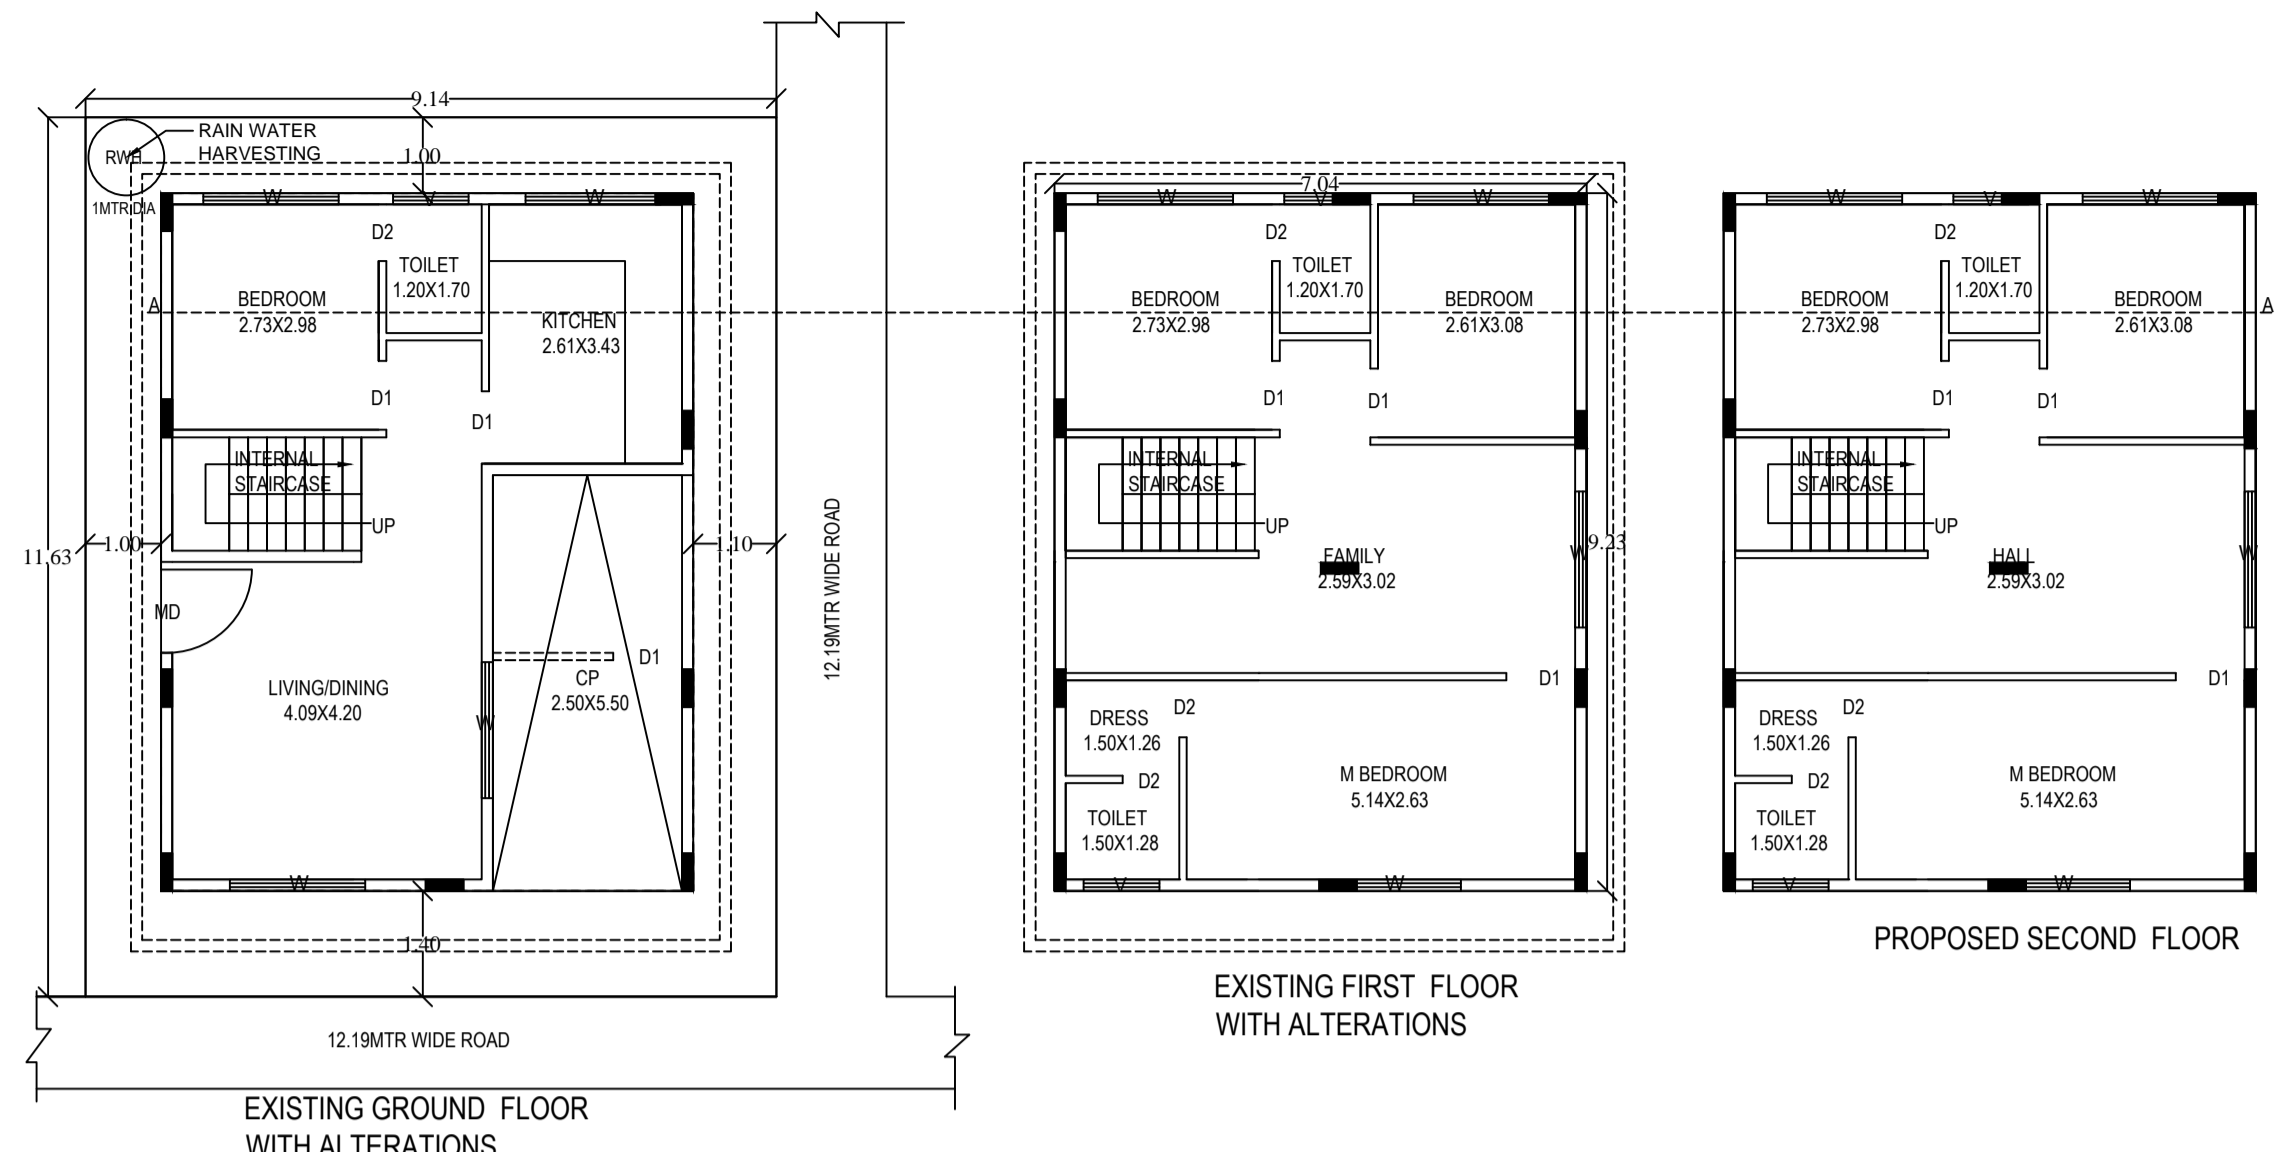 9.14
RAIN WATER
HARVESTING
RWH
1MTR DIA
1.00
W
V
W
D2
TOILET
1.20X1.70
A
BEDROOM
2.73X2.98
KITCHEN
2.61X3.43
D1
D1
INTERNAL
STAIRCASE
UP
11.63
1.00
1.10
MD
D1
LIVING/DINING
4.09X4.20
W
CP
2.50X5.50
W
1.40
12.19MTR WIDE ROAD
12.19MTR WIDE ROAD
EXISTING GROUND FLOOR
WITH ALTERATIONS
7.04
W
V
W
D2
TOILET
1.20X1.70
BEDROOM
2.73X2.98
BEDROOM
2.61X3.08
D1
D1
INTERNAL
STAIRCASE
UP
W
9.23
FAMILY
2.59X3.02
D1
D2
DRESS
1.50X1.26
D2
M BEDROOM
5.14X2.63
TOILET
1.50X1.28
V
W
EXISTING FIRST FLOOR
WITH ALTERATIONS
W
V
W
D2
TOILET
1.20X1.70
BEDROOM
2.73X2.98
BEDROOM
2.61X3.08
A
D1
D1
INTERNAL
STAIRCASE
UP
W
HALL
2.59X3.02
D1
D2
DRESS
1.50X1.26
D2
M BEDROOM
5.14X2.63
TOILET
1.50X1.28
V
W
PROPOSED SECOND FLOOR